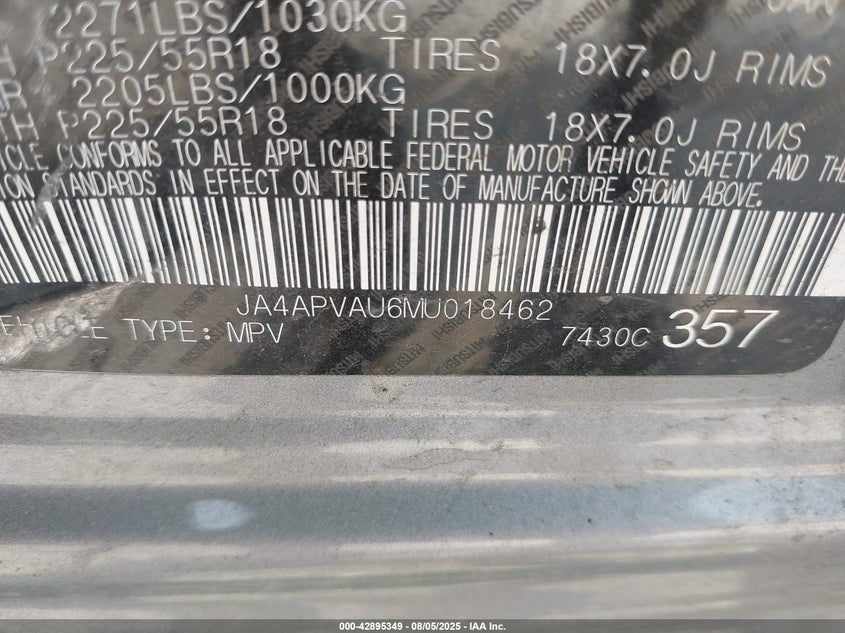 2271LBS/1030KG
P225/55R18 TIRES 18X7.0J RIMS
2205LBS/1000KG
P225/55R18 TIRES 18X7.0J RIMS
CONFORMS TO ALL APPLICABLE FEDERAL MOTOR VEHICLE SAFETY AND
STANDARDS IN EFFECT ON THE DATE OF MANUFACTURE SHOWN ABOVE.
JA4APVAU6MU018462
TYPE: MPV 7430C 357
000-42895349 - 08/05/2025 - IAA Inc.